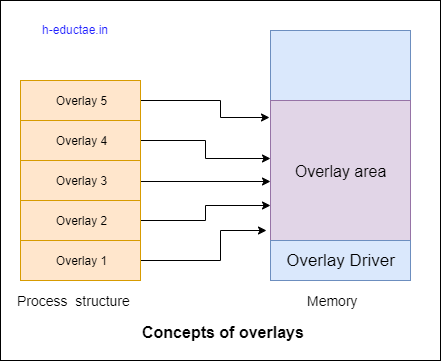 h-eductae.in
Overlay 5
Overlay 4
Overlay 3
Overlay 2
Overlay 1
Overlay area
Overlay Driver
Process structure
Memory
Concepts of overlays